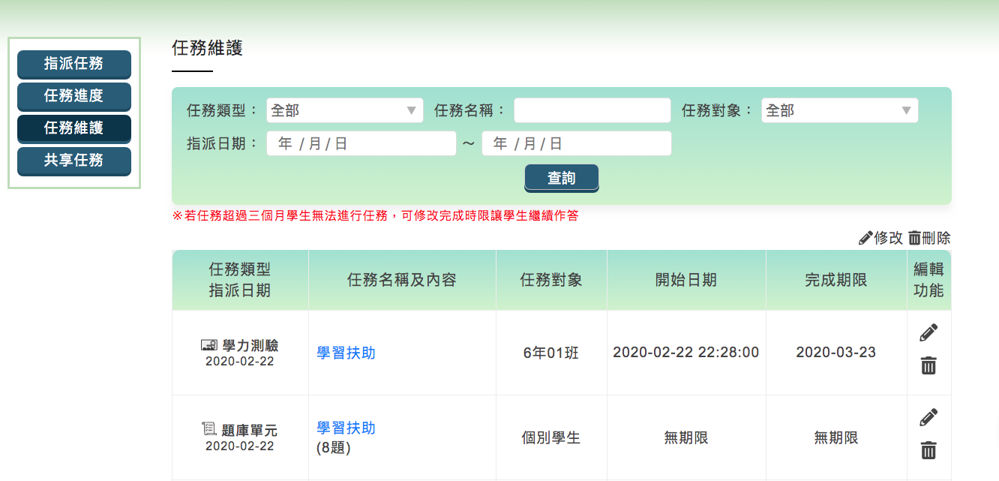 指派任務
任務進度
任務維護
共享任務
任務維護
任務類型： 全部 任務名稱： 任務對象： 全部
指派日期： 年 / 月 / 日 ～ 年 / 月 / 日
查詢
※若任務超過三個月學生無法進行任務，可修改完成時限讓學生繼續作答
修改 刪除
任務類型
指派日期
任務名稱及內容
任務對象
開始日期
完成期限
編輯
功能
學力測驗
2020-02-22
學習扶助
6年01班
2020-02-22 22:28:00
2020-03-23
題庫單元
2020-02-22
學習扶助
(8題)
個別學生
無期限
無期限